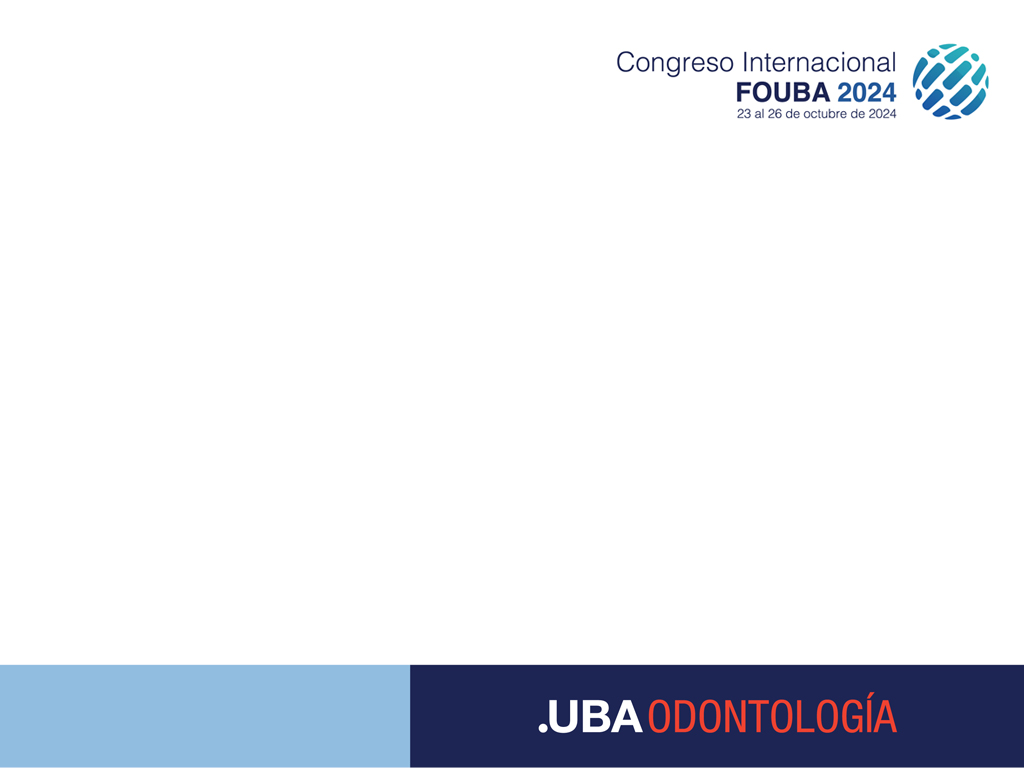 Congreso Internacional
FOUBA 2024
23 al 26 de octubre de 2024
.UBA ODONTOLOGÍA